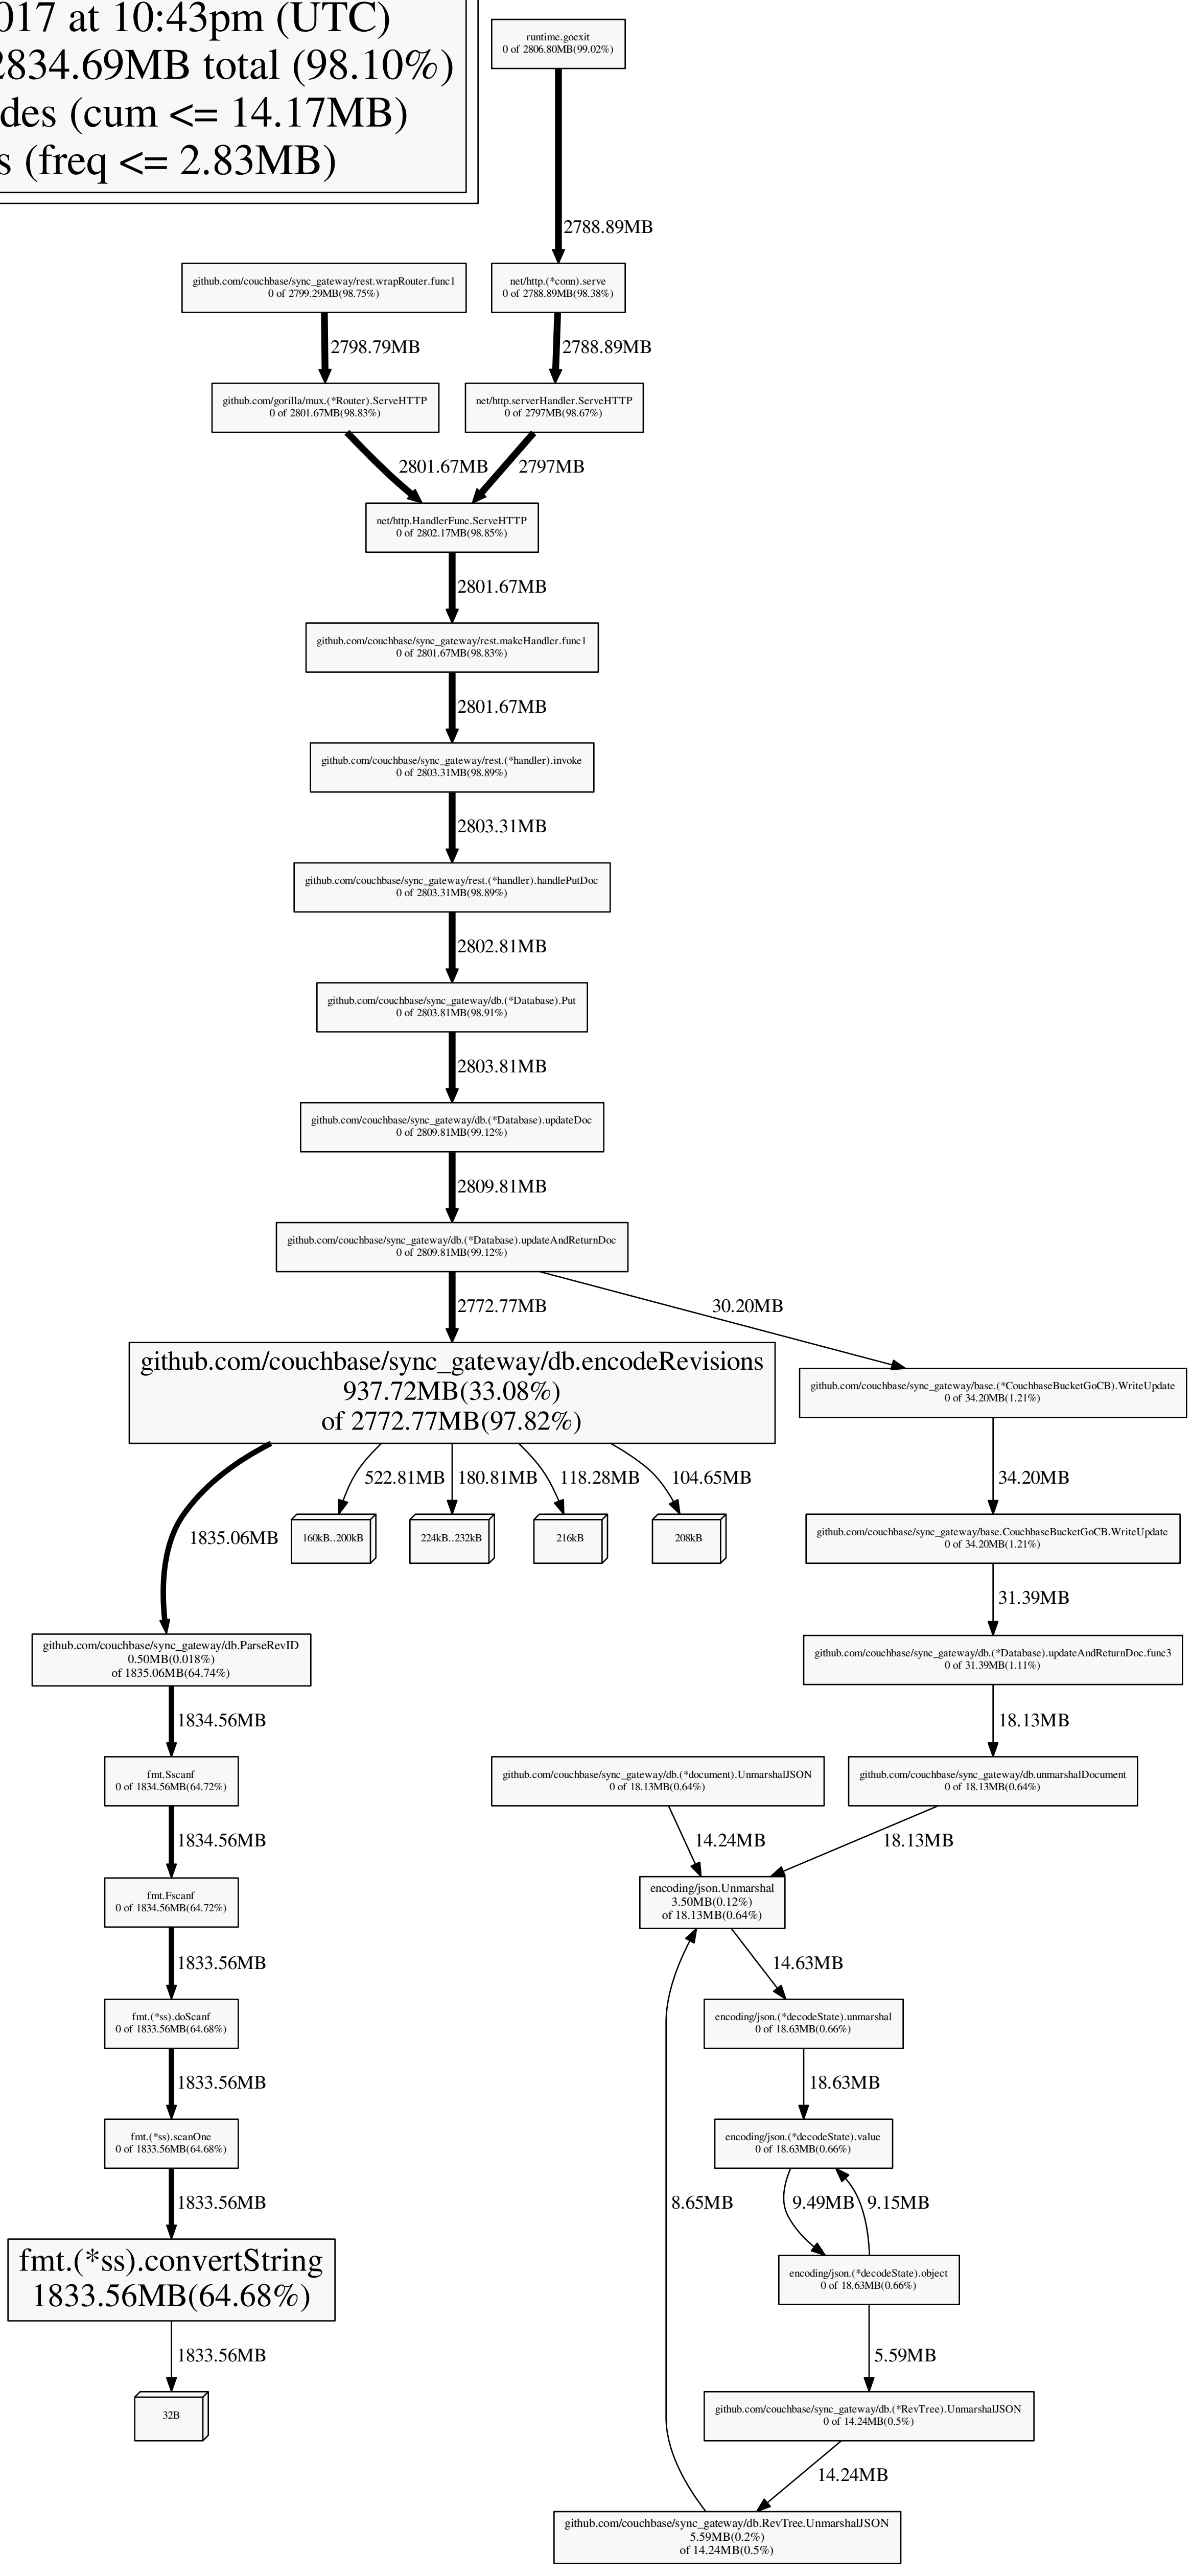 017 at 10:43pm (UTC)
2834.69MB total (98.10%)
des (cum <= 14.17MB)
s (freq <= 2.83MB)
runtime.goexit
0 of 2806.80MB(99.02%)
2788.89MB
github.com/couchbase/sync_gateway/rest.wrapRouter.func1
0 of 2799.29MB(98.75%)
net/http.(*conn).serve
0 of 2788.89MB(98.38%)
2798.79MB
2788.89MB
github.com/gorilla/mux.(*Router).ServeHTTP
0 of 2801.67MB(98.83%)
net/http.serverHandler.ServeHTTP
0 of 2797MB(98.67%)
2801.67MB
2797MB
net/http.HandlerFunc.ServeHTTP
0 of 2802.17MB(98.85%)
2801.67MB
github.com/couchbase/sync_gateway/rest.makeHandler.func1
0 of 2801.67MB(98.83%)
2801.67MB
github.com/couchbase/sync_gateway/rest.(*handler).invoke
0 of 2803.31MB(98.89%)
2803.31MB
github.com/couchbase/sync_gateway/rest.(*handler).handlePutDoc
0 of 2803.31MB(98.89%)
2802.81MB
github.com/couchbase/sync_gateway/db.(*Database).Put
0 of 2803.81MB(98.91%)
2803.81MB
github.com/couchbase/sync_gateway/db.(*Database).updateDoc
0 of 2809.81MB(99.12%)
2809.81MB
github.com/couchbase/sync_gateway/db.(*Database).updateAndReturnDoc
0 of 2809.81MB(99.12%)
2772.77MB
30.20MB
github.com/couchbase/sync_gateway/db.encodeRevisions
937.72MB(33.08%)
of 2772.77MB(97.82%)
github.com/couchbase/sync_gateway/base.(*CouchbaseBucketGoCB).WriteUpdate
0 of 34.20MB(1.21%)
1835.06MB
522.81MB
180.81MB
118.28MB
104.65MB
34.20MB
160kB..200kB
224kB..232kB
216kB
208kB
github.com/couchbase/sync_gateway/base.CouchbaseBucketGoCB.WriteUpdate
0 of 34.20MB(1.21%)
31.39MB
github.com/couchbase/sync_gateway/db.ParseRevID
0.50MB(0.018%)
of 1835.06MB(64.74%)
github.com/couchbase/sync_gateway/db.(*Database).updateAndReturnDoc.func3
0 of 31.39MB(1.11%)
1834.56MB
18.13MB
fmt.Sscanf
0 of 1834.56MB(64.72%)
github.com/couchbase/sync_gateway/db.(*document).UnmarshalJSON
0 of 18.13MB(0.64%)
github.com/couchbase/sync_gateway/db.unmarshalDocument
0 of 18.13MB(0.64%)
1834.56MB
14.24MB
18.13MB
fmt.Fscanf
0 of 1834.56MB(64.72%)
encoding/json.Unmarshal
3.50MB(0.12%)
of 18.13MB(0.64%)
1833.56MB
14.63MB
fmt.(*ss).doScanf
0 of 1833.56MB(64.68%)
encoding/json.(*decodeState).unmarshal
0 of 18.63MB(0.66%)
1833.56MB
18.63MB
fmt.(*ss).scanOne
0 of 1833.56MB(64.68%)
encoding/json.(*decodeState).value
0 of 18.63MB(0.66%)
1833.56MB
8.65MB
9.49MB
9.15MB
fmt.(*ss).convertString
1833.56MB(64.68%)
encoding/json.(*decodeState).object
0 of 18.63MB(0.66%)
1833.56MB
5.59MB
32B
github.com/couchbase/sync_gateway/db.(*RevTree).UnmarshalJSON
0 of 14.24MB(0.5%)
14.24MB
github.com/couchbase/sync_gateway/db.RevTree.UnmarshalJSON
5.59MB(0.2%)
of 14.24MB(0.5%)